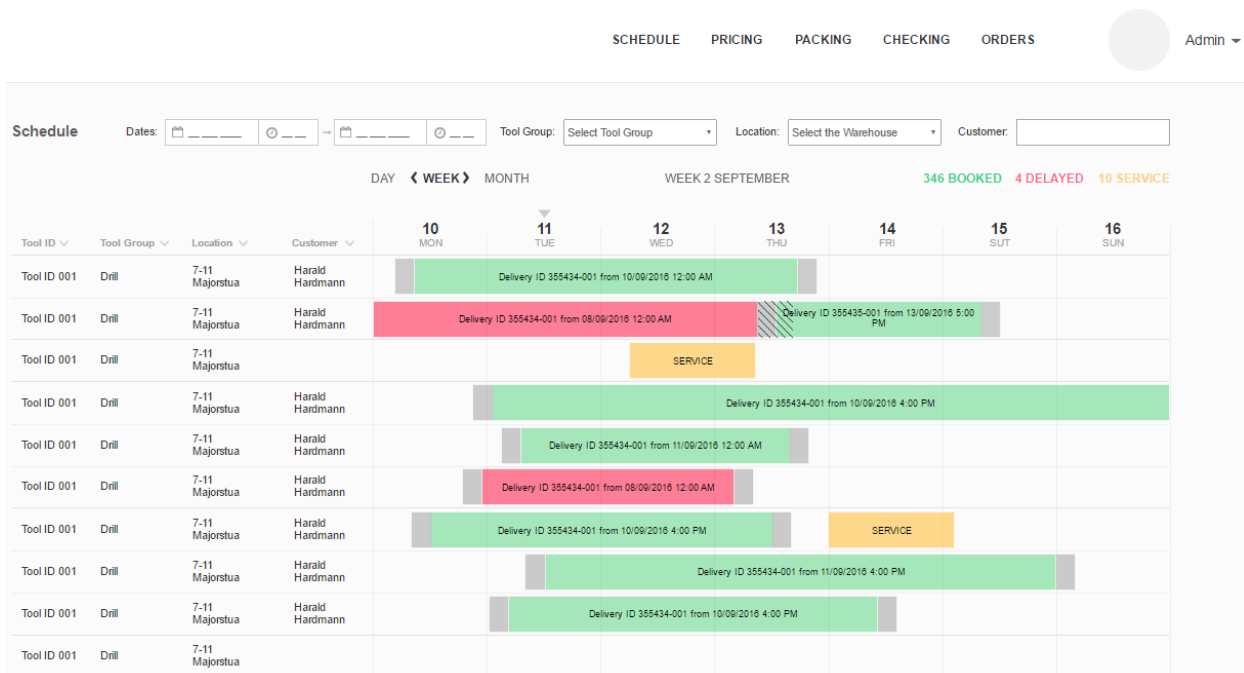 SCHEDULE PRICING PACKING CHECKING ORDERS Admin
Schedule Dates: Tool Group: Select Tool Group Location: Select the Warehouse Customer:
DAY WEEK MONTH WEEK 2 SEPTEMBER 346 BOOKED 4 DELAYED 10 SERVICE
10 11 12 13 14 15 16
Tool ID Tool Group Location Customer MON TUE WED THU FRI SUT SUN
Tool ID 001 Drill 7-11 Majorstua Harald Hardmann Delivery ID 355434-001 from 10/09/2016 12:00 AM
Tool ID 001 Drill 7-11 Majorstua Harald Hardmann Delivery ID 355434-001 from 08/09/2016 12:00 AM Delivery ID 355435-001 from 13/09/2016 5:00 PM
Tool ID 001 Drill 7-11 Majorstua SERVICE
Tool ID 001 Drill 7-11 Majorstua Harald Hardmann Delivery ID 355434-001 from 10/09/2016 4:00 PM
Tool ID 001 Drill 7-11 Majorstua Harald Hardmann Delivery ID 355434-001 from 11/09/2016 12:00 AM
Tool ID 001 Drill 7-11 Majorstua Harald Hardmann Delivery ID 355434-001 from 08/09/2016 12:00 AM
Tool ID 001 Drill 7-11 Majorstua Harald Hardmann Delivery ID 355434-001 from 10/09/2016 4:00 PM SERVICE
Tool ID 001 Drill 7-11 Majorstua Harald Hardmann Delivery ID 355434-001 from 11/09/2016 4:00 PM
Tool ID 001 Drill 7-11 Majorstua Harald Hardmann Delivery ID 355434-001 from 10/09/2016 4:00 PM
Tool ID 001 Drill 7-11 Majorstua